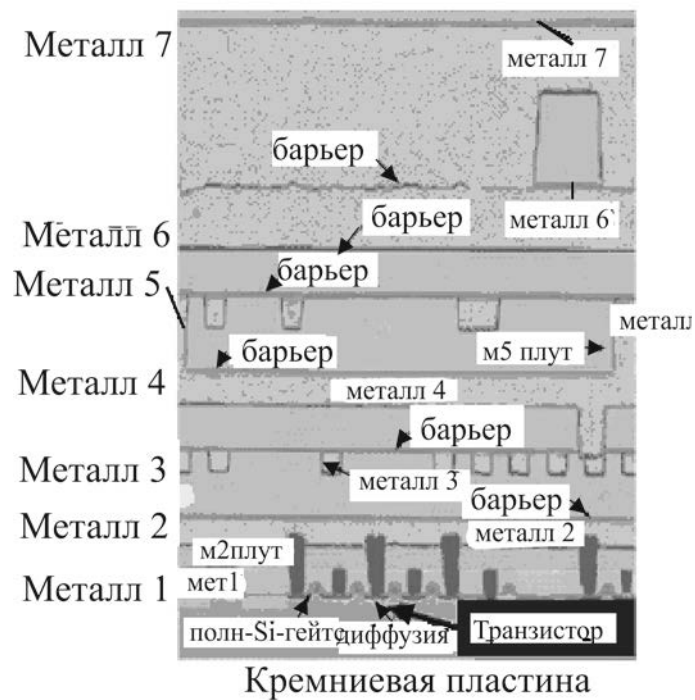 Металл 7
металл 7
барьер
барьер
металл 6
Металл 6
барьер
Металл 5
металл
барьер
м5 плут
Металл 4
металл 4
барьер
Металл 3
металл 3
барьер
Металл 2
металл 2
м2плут
мет1
Металл 1
полн-Si-гейтс
диффузия
Транзистор
Кремниевая пластина